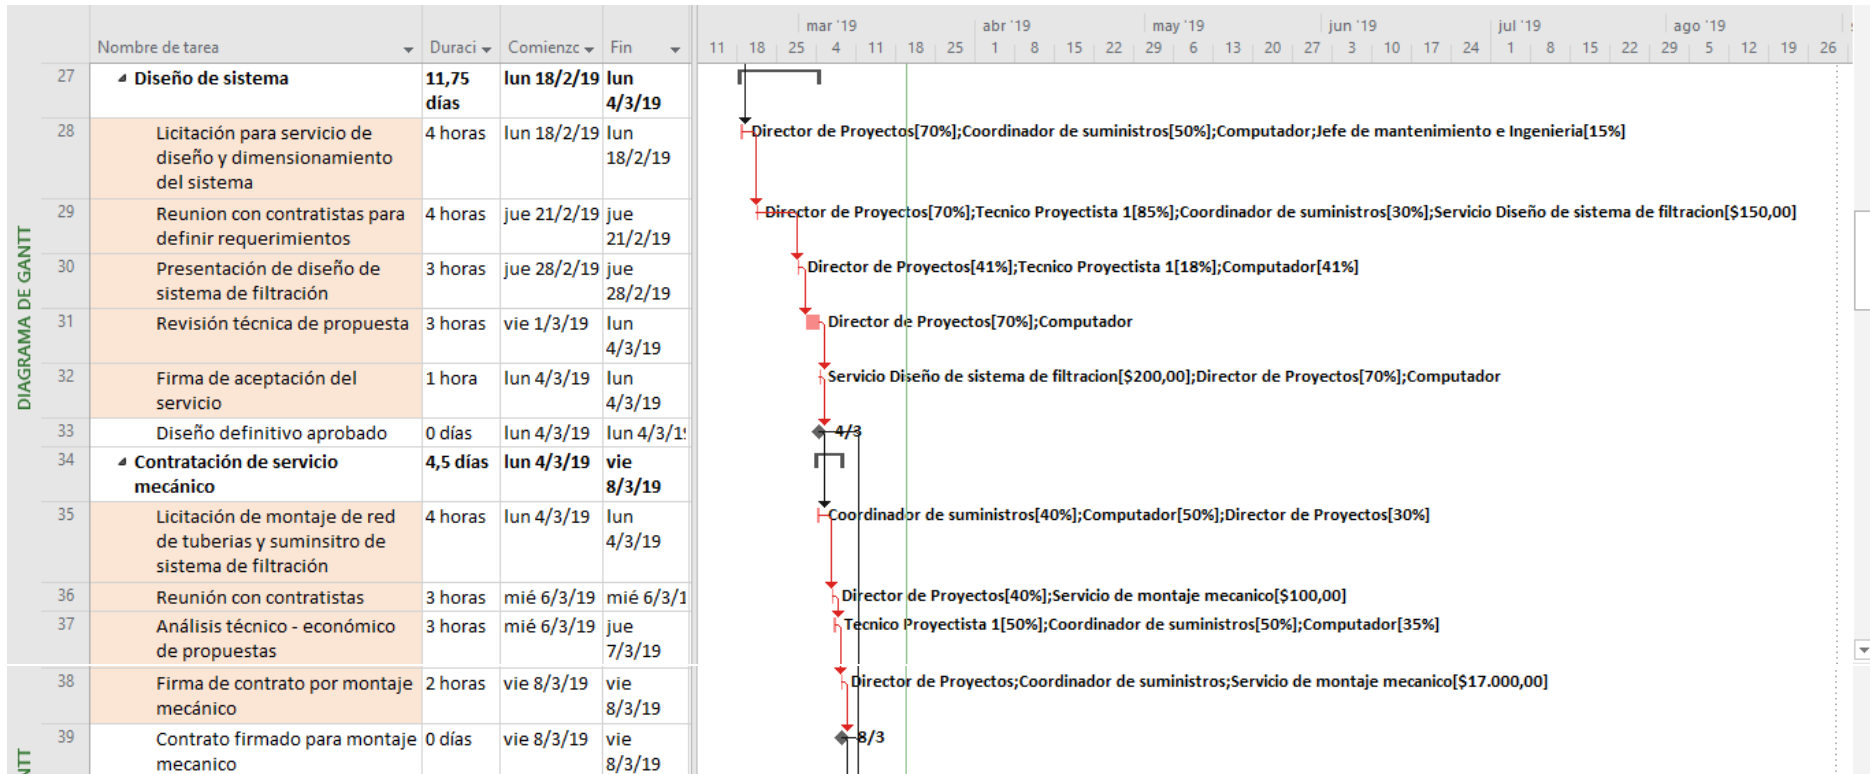 mar '19 abr '19 may '19 jun '19 jul '19 ago '19
Nombre de tarea Duraci Comienzc Fin 11 18 25 4 11 18 25 1 8 15 22 29 6 13 20 27 3 10 17 24 1 8 15 22 29 5 12 19 26
DIAGRAMA DE GANTT
27 Diseño de sistema 11,75 lun 18/2/19 lun
días 4/3/19
28 Licitación para servicio de 4 horas lun 18/2/19 lun Director de Proyectos[70%];Coordinador de suministros[50%];Computador;Jefe de mantenimiento e Ingenieria[15%]
diseño y dimensionamiento 18/2/19
del sistema
29 Reunion con contratistas para 4 horas jue 21/2/19 jue Director de Proyectos[70%];Tecnico Proyectista 1[85%];Coordinador de suministros[30%];Servicio Diseño de sistema de filtracion[$150,00]
definir requerimientos 21/2/19
30 Presentación de diseño de 3 horas jue 28/2/19 jue Director de Proyectos[41%];Tecnico Proyectista 1[18%];Computador[41%]
sistema de filtración 28/2/19
31 Revisión técnica de propuesta 3 horas vie 1/3/19 lun Director de Proyectos[70%];Computador
4/3/19
32 Firma de aceptación del 1 hora lun 4/3/19 lun Servicio Diseño de sistema de filtracion[$200,00];Director de Proyectos[70%];Computador
servicio 4/3/19
33 Diseño definitivo aprobado 0 días lun 4/3/19 lun 4/3/1 4/3
34 Contratación de servicio 4,5 días lun 4/3/19 vie
mecánico 8/3/19
35 Licitación de montaje de red 4 horas lun 4/3/19 lun Coordinador de suministros[40%];Computador[50%];Director de Proyectos[30%]
de tuberias y suminsitro de 4/3/19
sistema de filtración
36 Reunión con contratistas 3 horas mié 6/3/19 mié 6/3/1 Director de Proyectos[40%];Servicio de montaje mecanico[$100,00]
37 Análisis técnico - económico 3 horas mié 6/3/19 jue Tecnico Proyectista 1[50%];Coordinador de suministros[50%];Computador[35%]
de propuestas 7/3/19
38 Firma de contrato por montaje 2 horas vie 8/3/19 vie Director de Proyectos;Coordinador de suministros;Servicio de montaje mecanico[$17.000,00]
mecánico 8/3/19
39 Contrato firmado para montaje 0 días vie 8/3/19 vie 8/3
mecanico 8/3/19
NTT